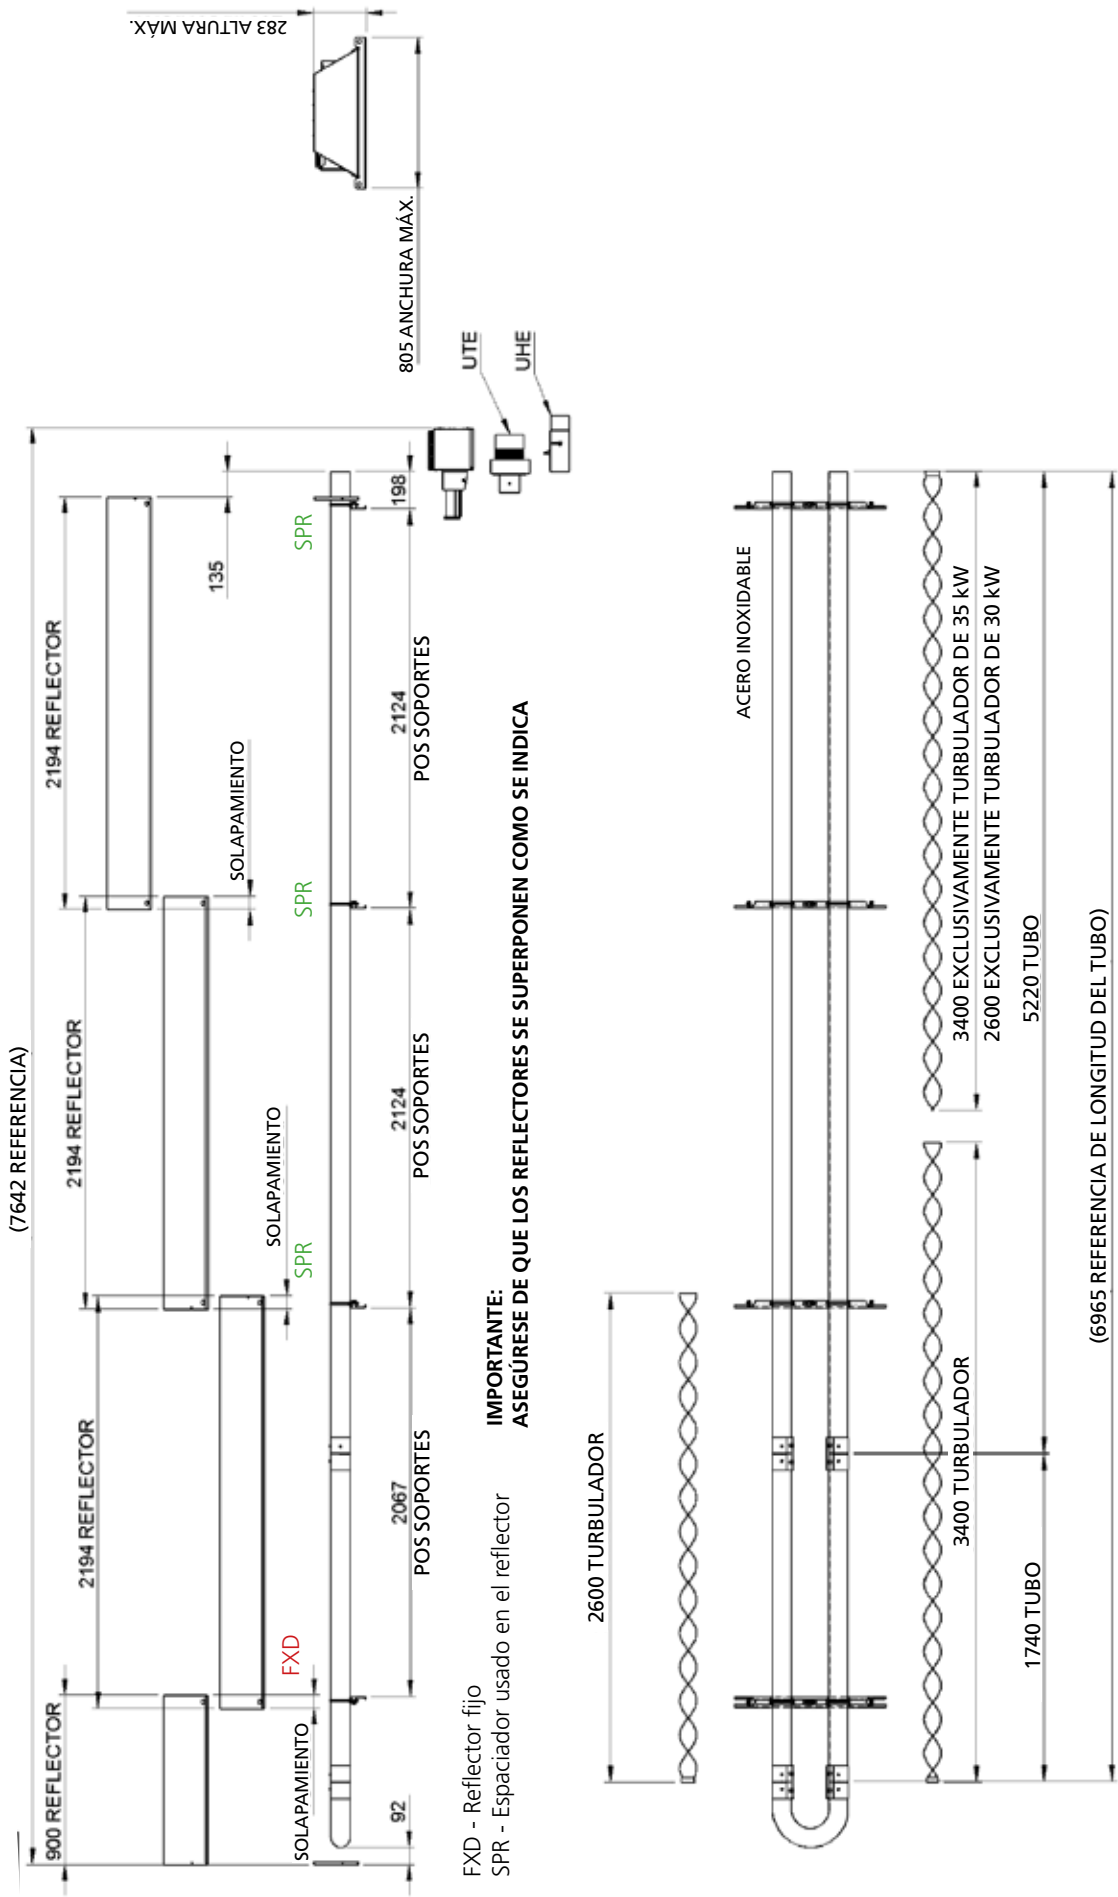 (7642 REFERENCIA)
900 REFLECTOR
2194 REFLECTOR
2194 REFLECTOR
2194 REFLECTOR
SOLAPAMIENTO
SOLAPAMIENTO
SOLAPAMIENTO
135
283 ALTURA MÁX.
805 ANCHURA MÁX.
FXD
SPR
SPR
SPR
92
2067
POS SOPORTES
2124
POS SOPORTES
2124
POS SOPORTES
198
UTE
UHE
FXD - Reflector fijo
SPR - Espaciador usado en el reflector
IMPORTANTE:
ASEGÚRESE DE QUE LOS REFLECTORES SE SUPERPONEN COMO SE INDICA
2600 TURBULADOR
ACERO INOXIDABLE
3400 TURBULADOR
3400 EXCLUSIVAMENTE TURBULADOR DE 35 kW
2600 EXCLUSIVAMENTE TURBULADOR DE 30 kW
1740 TUBO
5220 TUBO
(6965 REFERENCIA DE LONGITUD DEL TUBO)